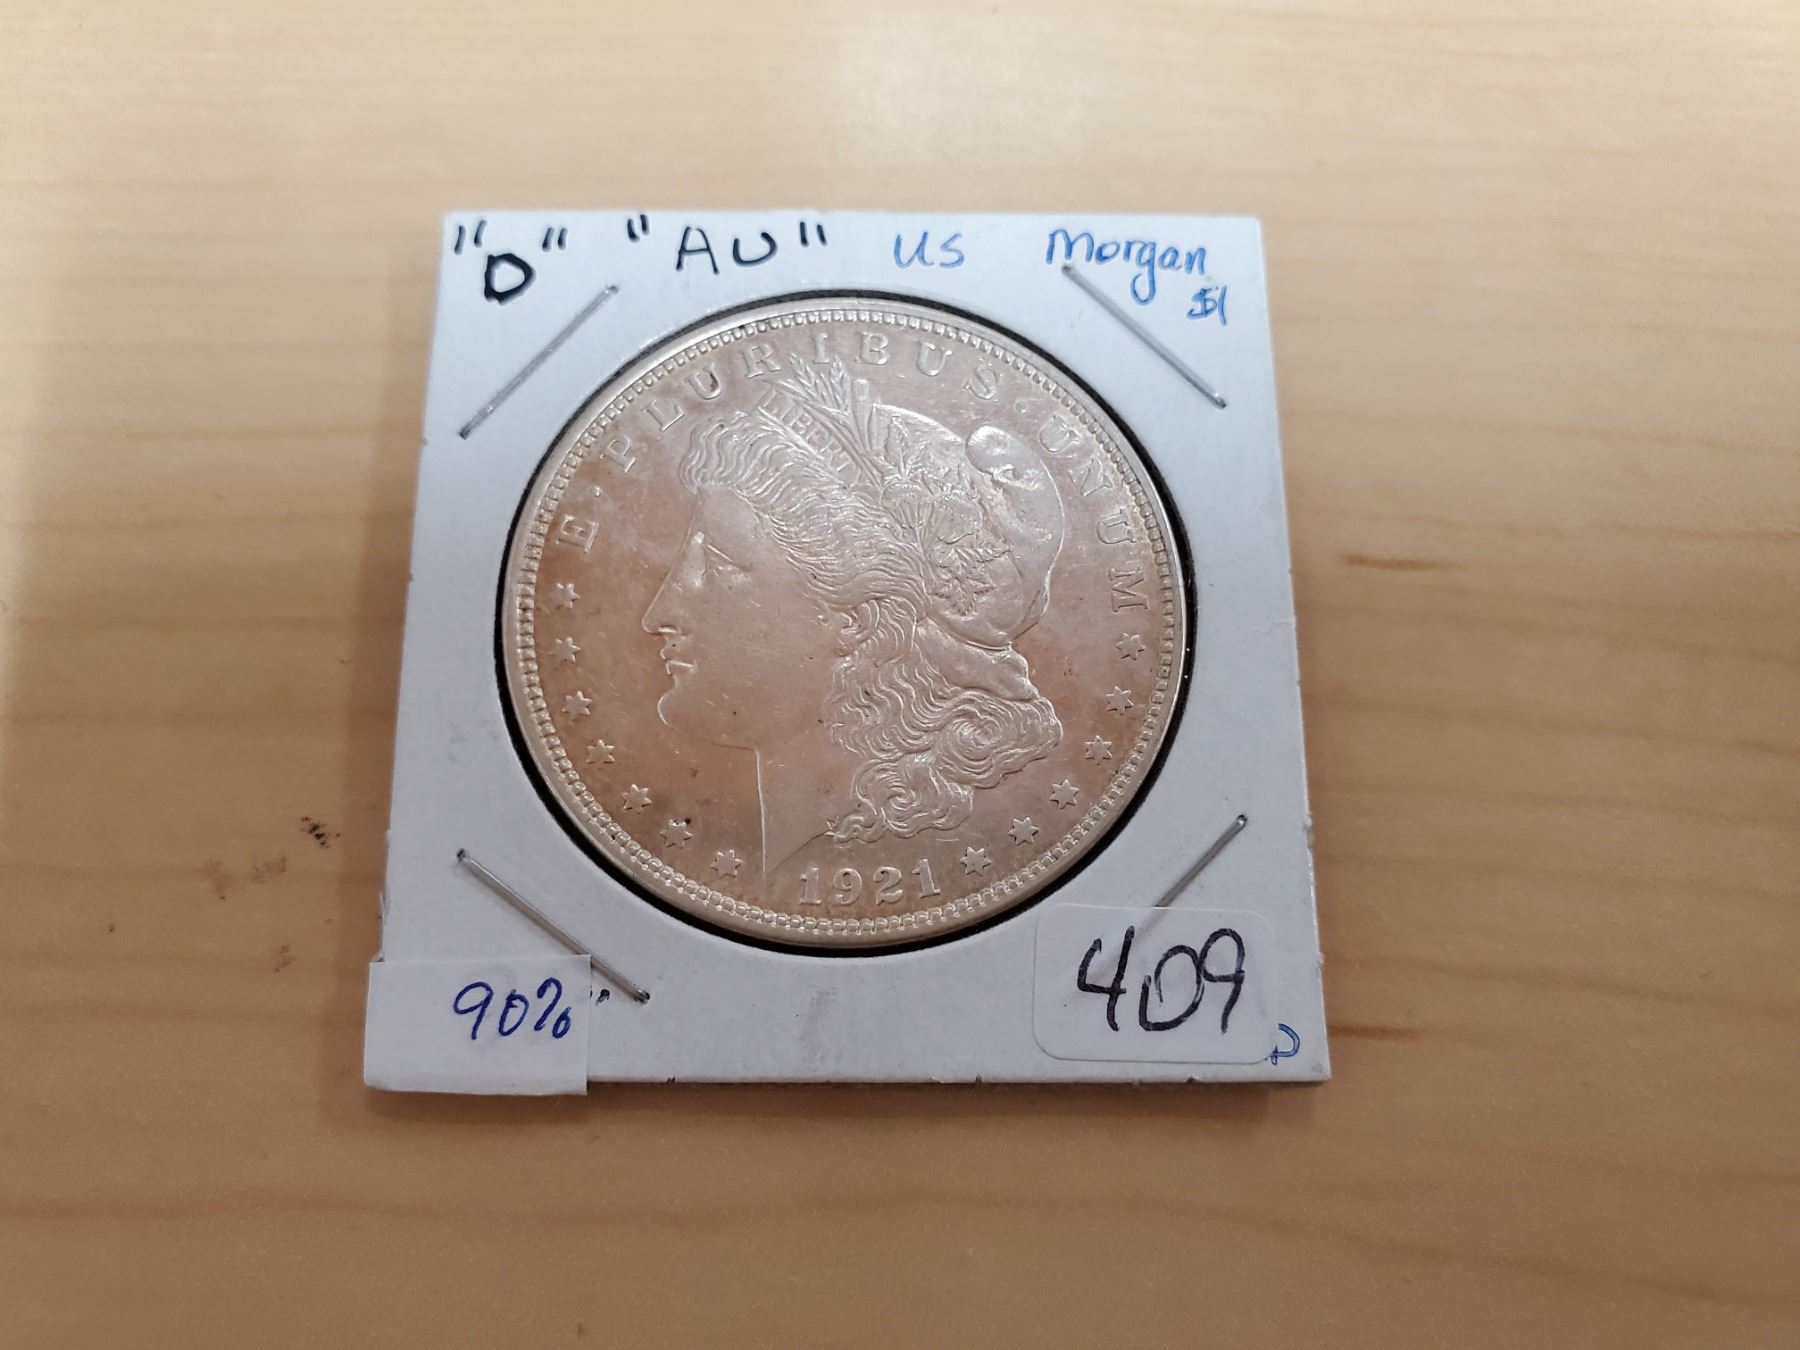 "D" "AU" US Morgan
$1
E · PLURIBUS · UNUM
LIBERTY
1921
90%"
409